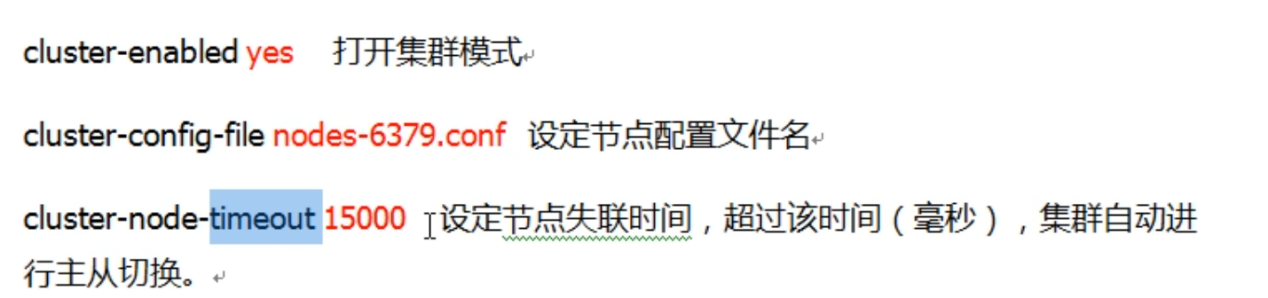 cluster-enabled yes 打开集群模式
cluster-config-file nodes-6379.conf 设定节点配置文件名
cluster-node-timeout 15000 设定节点失联时间，超过该时间（毫秒），集群自动进
行主从切换。